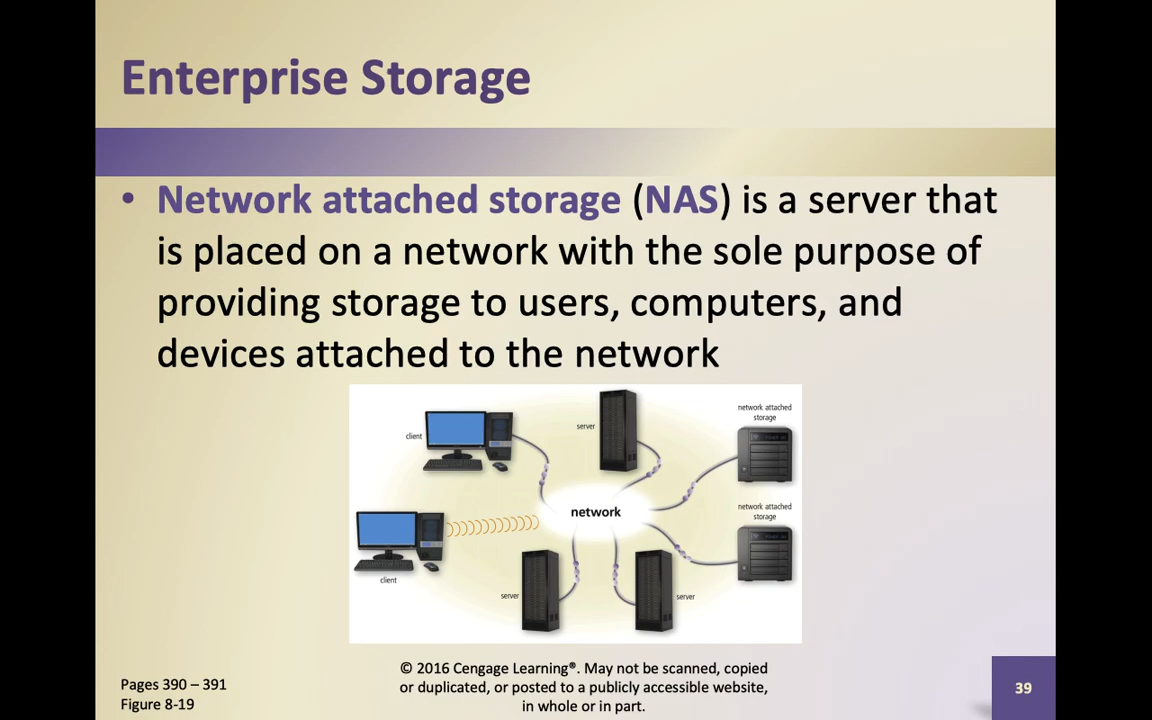 Enterprise Storage
• Network attached storage (NAS) is a server that
is placed on a network with the sole purpose of
providing storage to users, computers, and
devices attached to the network
client
server
network attached
storage
network
client
server
server
network attached
storage
Pages 390 – 391
Figure 8-19
© 2016 Cengage Learning®. May not be scanned, copied
or duplicated, or posted to a publicly accessible website,
in whole or in part.
39